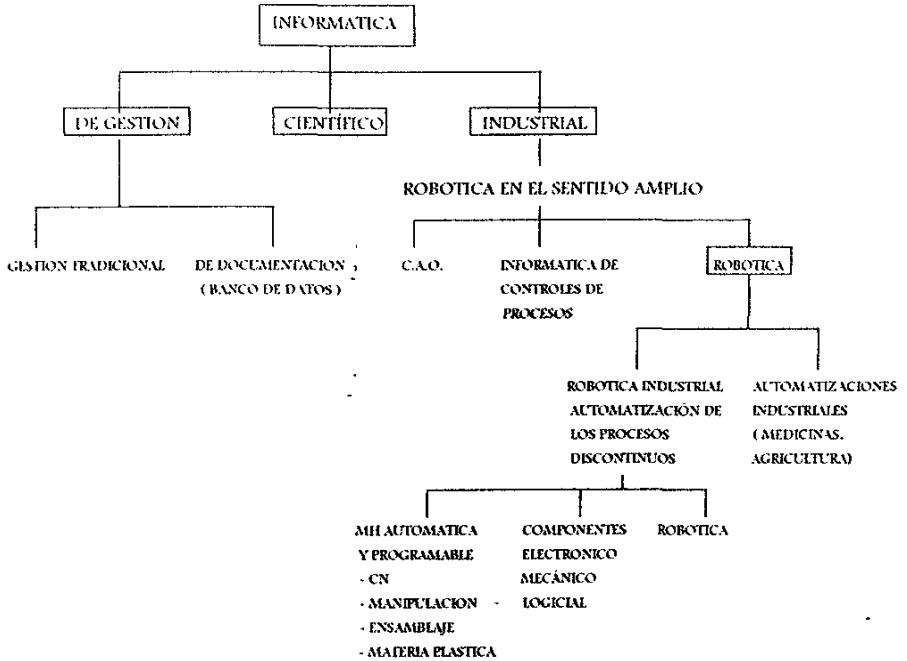 INFORMATICA
DE GESTION
CIENTÍFICO
INDUSTRIAL
ROBOTICA EN EL SENTIDO AMPLIO
GESTION TRADICIONAL
DE DOCUMENTACION
( BANCO DE DATOS )
C.A.O.
INFORMATICA DE
CONTROLES DE
PROCESOS
ROBOTICA
ROBOTICA INDUSTRIAL
AUTOMATIZACIÓN DE
LOS PROCESOS
DISCONTINUOS
AUTOMATIZACIONES
INDUSTRIALES
( MEDICINAS,
AGRICULTURA)
MH AUTOMATICA
Y PROGRAMABLE
- CN
- MANIPULACION -
- ENSAMBLAJE
- MATERIA PLASTICA
COMPONENTES
ELECTRONICO
MECÁNICO
LOGICIAL
ROBOTICA